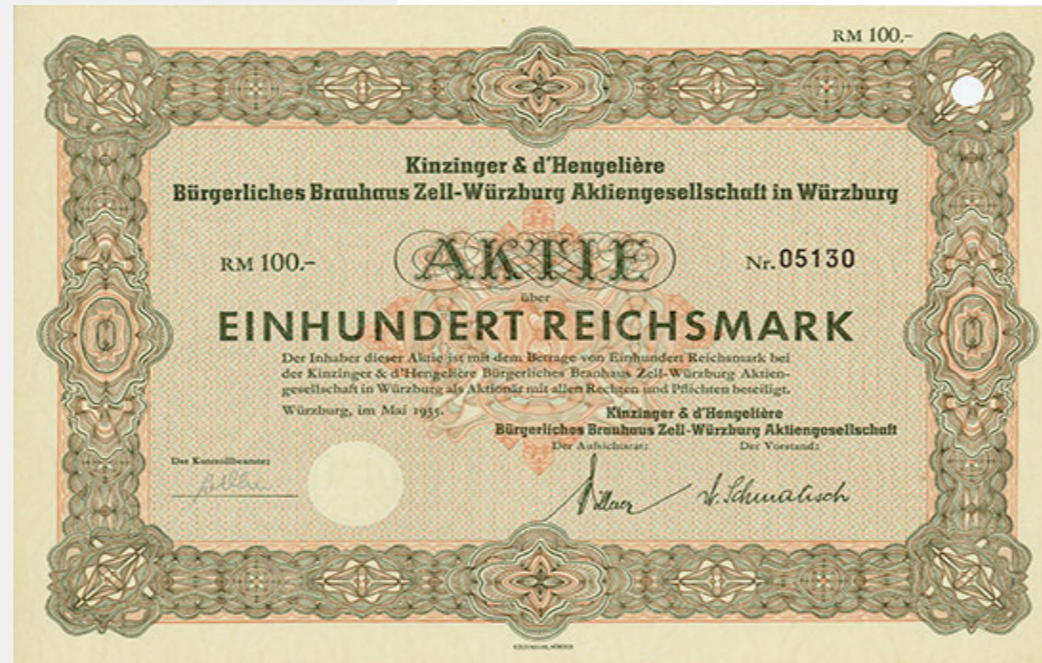 RM 100.-
Kinzinger & d'Hengelière
Bürgerliches Brauhaus Zell-Würzburg Aktiengesellschaft in Würzburg
RM 100.- AKTIE Nr. 05130
über
EINHUNDERT REICHSMARK
Der Inhaber dieser Aktie ist mit dem Betrage von Einhundert Reichsmark bei
der Kinzinger & d'Hengelière Bürgerliches Brauhaus Zell-Würzburg Aktien-
gesellschaft in Würzburg als Aktionär mit allen Rechten und Pflichten beteiligt.
Würzburg, im Mai 1935.
Kinzinger & d'Hengelière
Bürgerliches Brauhaus Zell-Würzburg Aktiengesellschaft
Der Kontrollbeamte:
Der Aufsichtsrat: Der Vorstand: